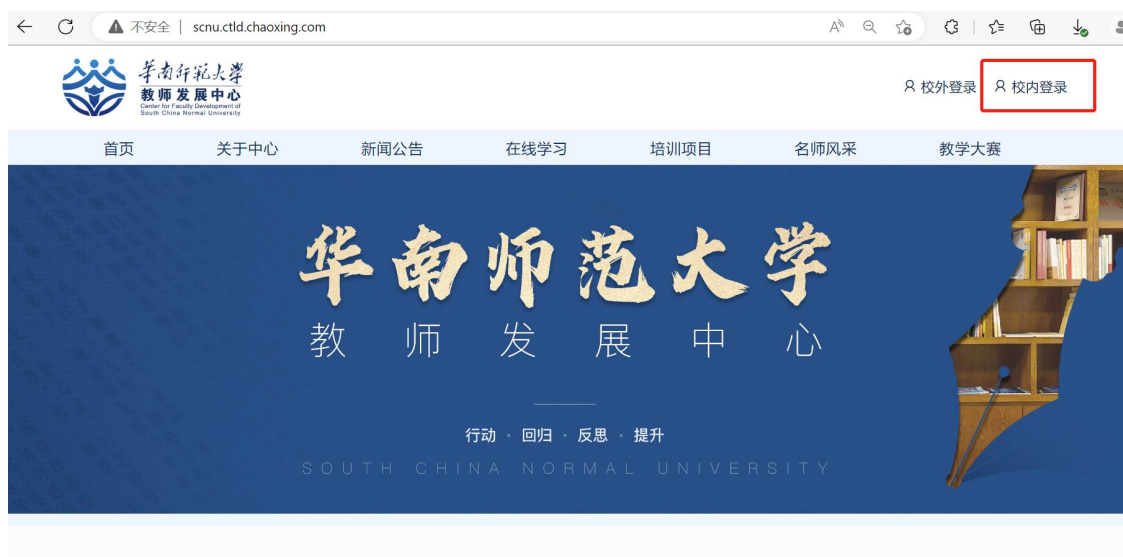 不安全 | scnu.ctld.chaoxing.com
华南师范大学
教师发展中心
Center for Faculty Development of
South China Normal University
校外登录 校内登录
首页 关于中心 新闻公告 在线学习 培训项目 名师风采 教学大赛
华南师范大学
教师发展中心
行动 · 回归 · 反思 · 提升
SOUTH CHINA NORMAL UNIVERSITY